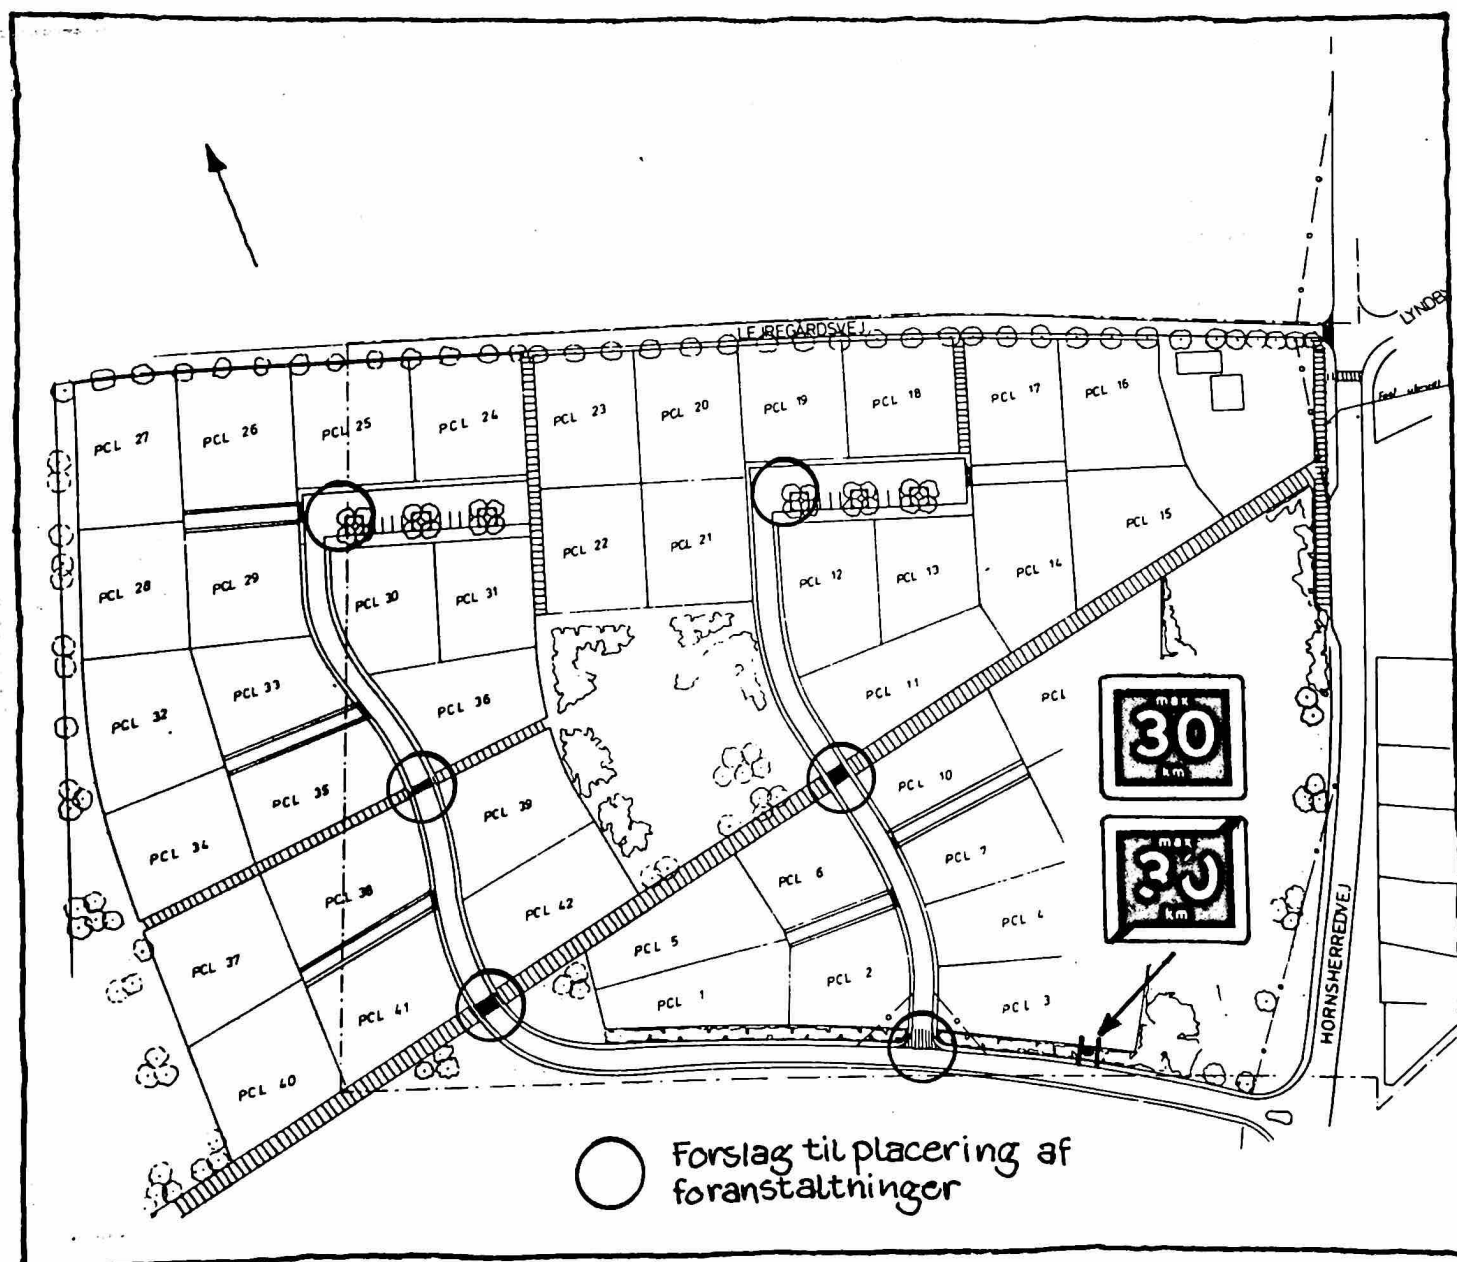 LEJREGÅRDSVEJ
PCL 27
PCL 26
PCL 25
PCL 24
PCL 23
PCL 20
PCL 19
PCL 18
PCL 17
PCL 16
PCL 28
PCL 29
PCL 30
PCL 31
PCL 22
PCL 21
PCL 12
PCL 13
PCL 14
PCL 15
PCL 32
PCL 33
PCL 36
PCL 11
PCL
PCL 34
PCL 35
PCL 39
PCL 10
max
30
km
PCL 37
PCL 38
PCL 42
PCL 6
PCL 7
max
30
km
PCL 5
PCL 4
PCL 40
PCL 41
PCL 1
PCL 2
PCL 3
HORNSHERREDVEJ
Forslag til placering af
foranstaltninger